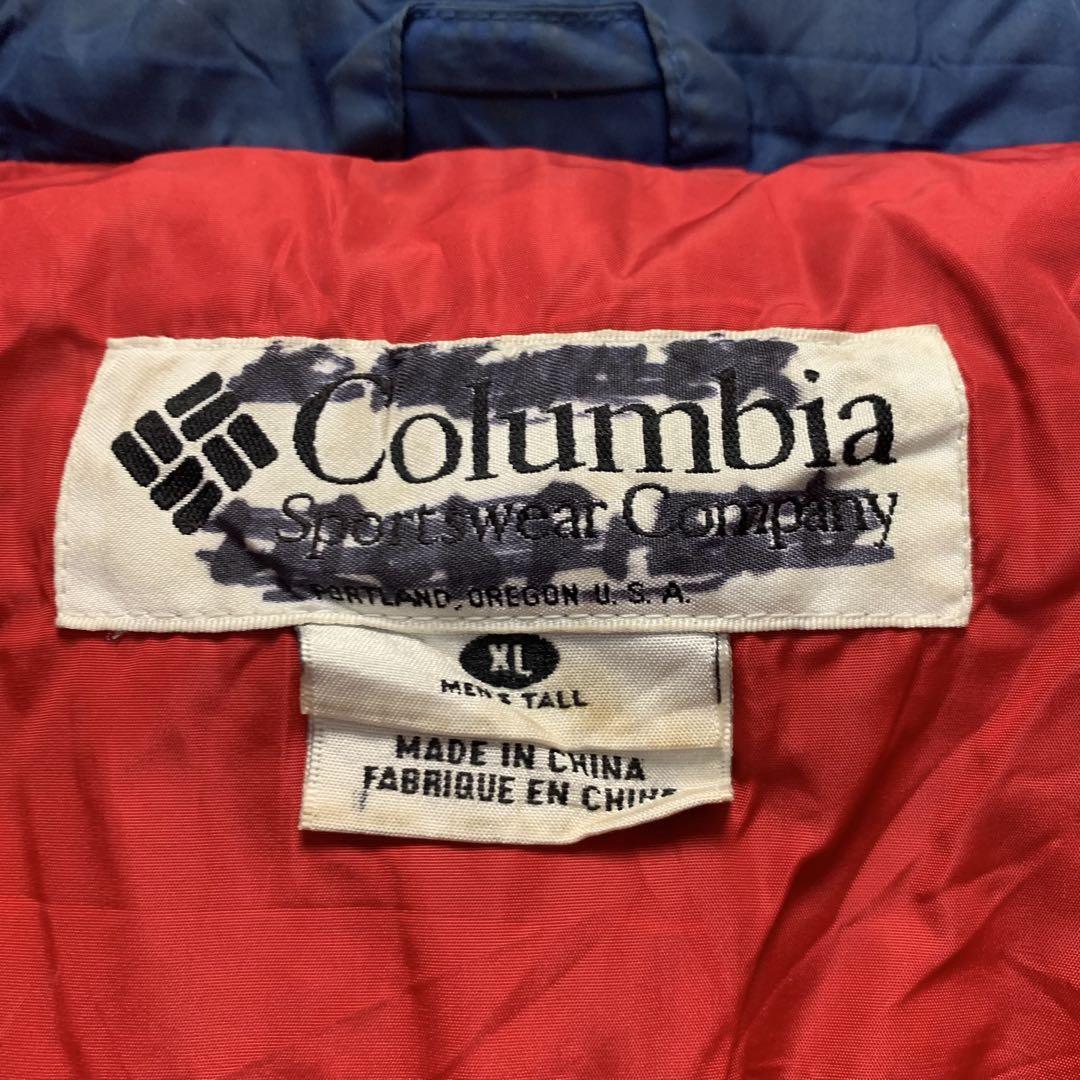 Columbia
Sportswear Company
PORTLAND, OREGON U. S. A.
XL
MEN'S TALL
MADE IN CHINA
FABRIQUE EN CHINE